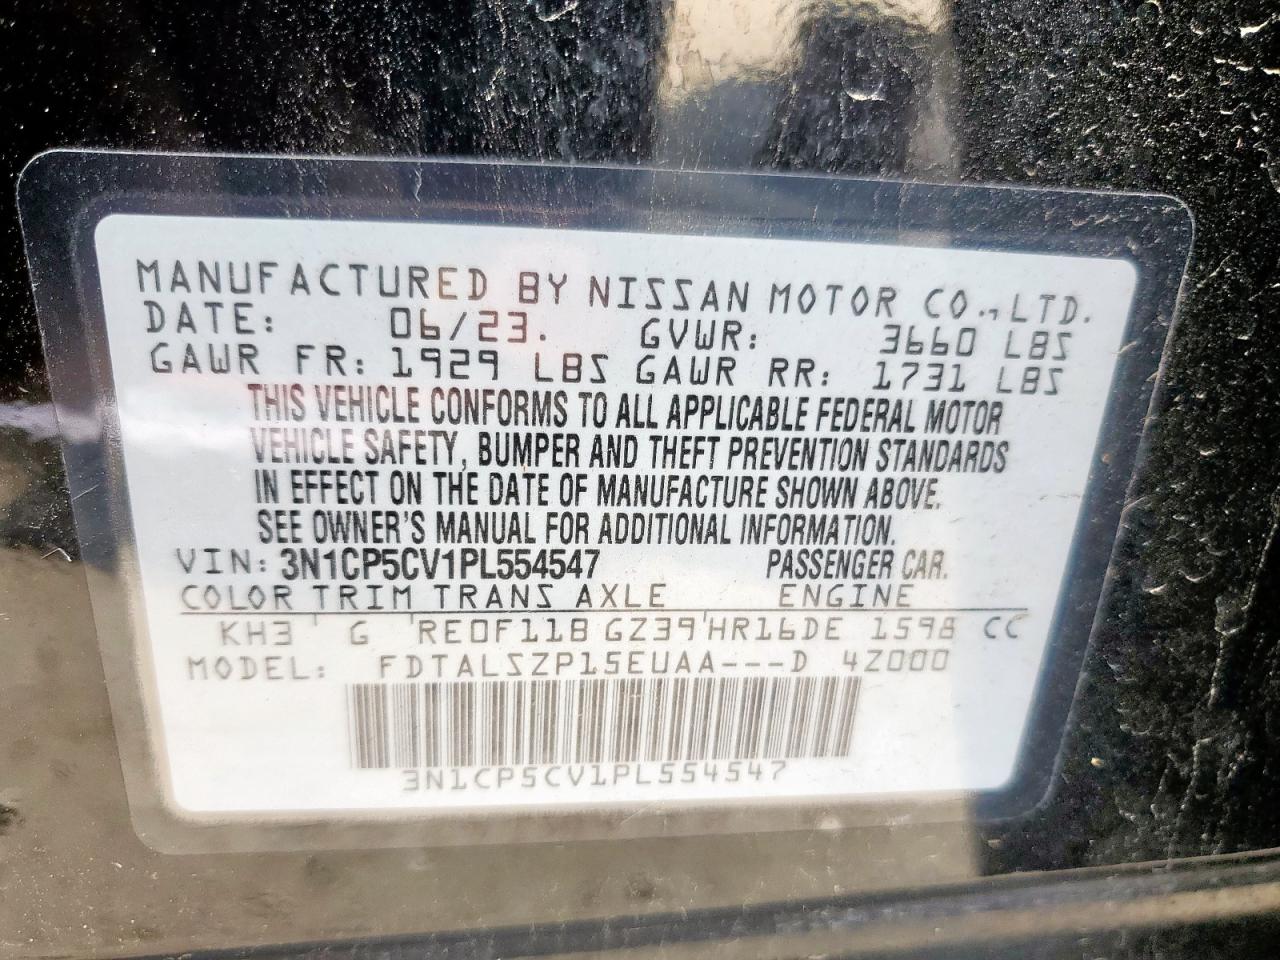 MANUFACTURED BY NISSAN MOTOR CO., LTD.
DATE: 06/23. GVWR: 3660 LBS
GAWR FR: 1929 LBS GAWR RR: 1731 LBS
THIS VEHICLE CONFORMS TO ALL APPLICABLE FEDERAL MOTOR
VEHICLE SAFETY, BUMPER AND THEFT PREVENTION STANDARDS
IN EFFECT ON THE DATE OF MANUFACTURE SHOWN ABOVE.
SEE OWNER'S MANUAL FOR ADDITIONAL INFORMATION.
VIN: 3N1CP5CV1PL554547 PASSENGER CAR.
COLOR TRIM TRANS AXLE ENGINE
KH3 ' G 'RE0F11B GZ39'HR16DE 1598 CC
MODEL: FDTALSZP15EUAA---D 4Z000
3N1CP5CV1PL554547